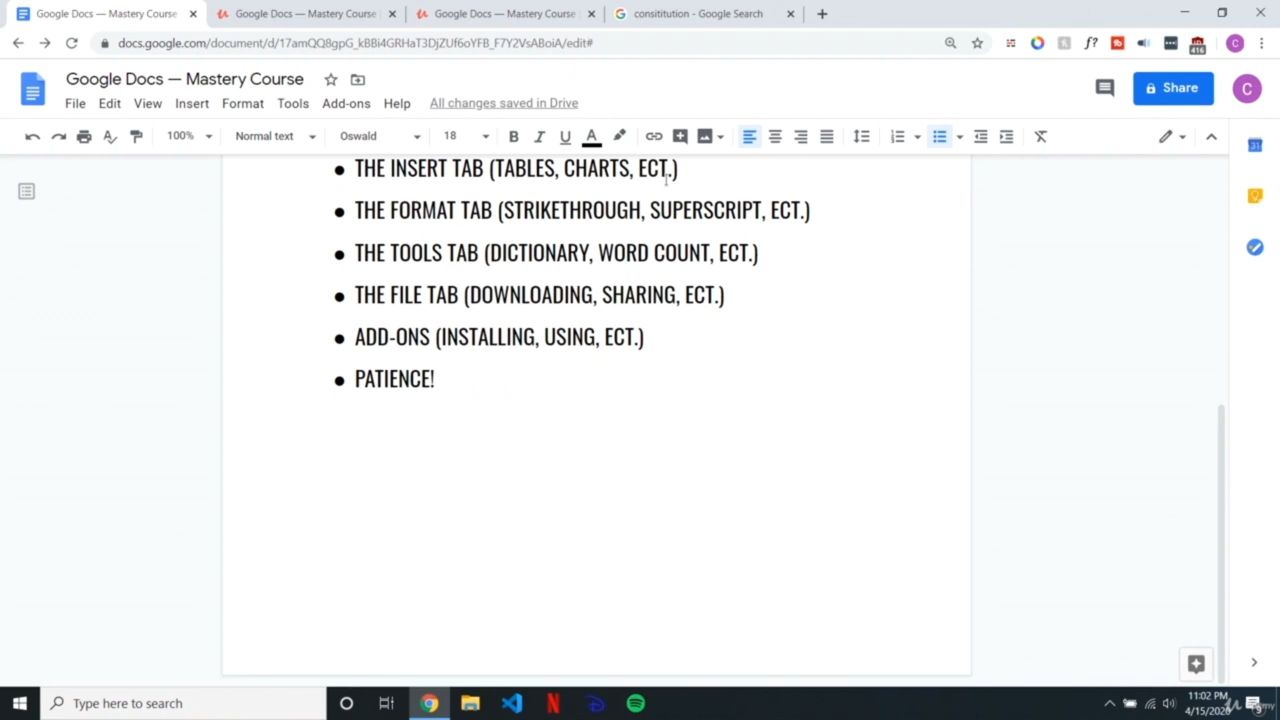 Google Docs — Mastery Course
Google Docs — Mastery Course
Google Docs — Mastery Course
consititution - Google Search
docs.google.com/document/d/17amQQ8gpG_kBBi4GRHaT3DjZUf6oYFB_F7Y2VsABoiA/edit#
416
C
Google Docs — Mastery Course
File Edit View Insert Format Tools Add-ons Help All changes saved in Drive
Share
C
100% Normal text Oswald 18 B I U A
31
● THE INSERT TAB (TABLES, CHARTS, ECT.)
● THE FORMAT TAB (STRIKETHROUGH, SUPERSCRIPT, ECT.)
● THE TOOLS TAB (DICTIONARY, WORD COUNT, ECT.)
● THE FILE TAB (DOWNLOADING, SHARING, ECT.)
● ADD-ONS (INSTALLING, USING, ECT.)
● PATIENCE!
Type here to search
11:02 PM
4/15/2020